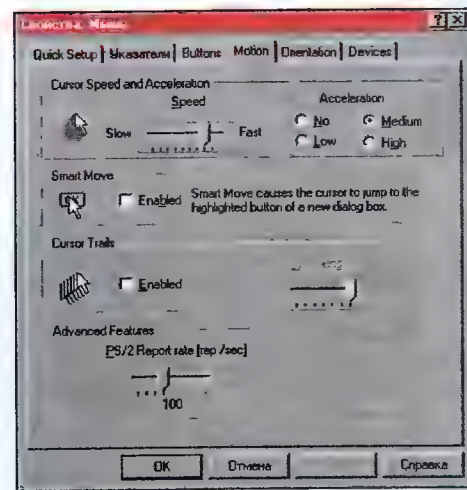 Quick Setup Указатели Buttons Motion Orientation Devices
Cursor Speed and Acceleration
Speed Acceleration
Slow Fast No Medium
Low High
Smart Move
Enabled Smart Move causes the cursor to jump to the
highlighted button of a new dialog box.
Cursor Trails
Enabled
Advanced Features
PS/2 Report rate [rep /sec]
100
OK Отмена Справка